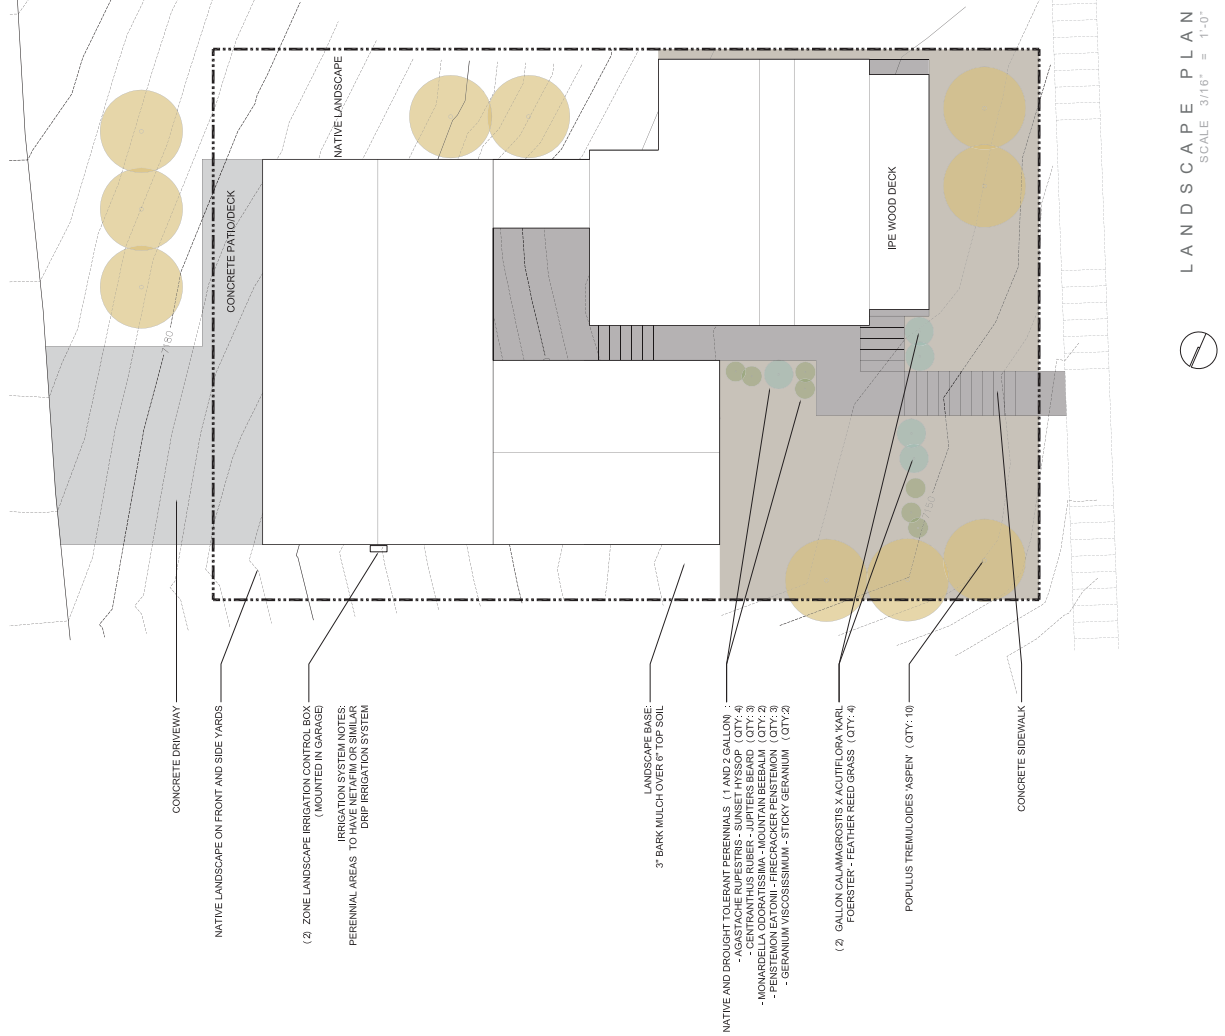 LANDSCAPE PLAN
SCALE 3/16" = 1'-0"
NATIVE LANDSCAPE
CONCRETE PATIO/DECK
IPE WOOD DECK
7180
7150
CONCRETE DRIVEWAY
NATIVE LANDSCAPE ON FRONT AND SIDE YARDS
(2) ZONE LANDSCAPE IRRIGATION CONTROL BOX
(MOUNTED IN GARAGE)
IRRIGATION SYSTEM NOTES:
PERENNIAL AREAS TO HAVE NETAFIM OR SIMILAR
DRIP IRRIGATION SYSTEM
LANDSCAPE BASE:
3" BARK MULCH OVER 6" TOP SOIL
NATIVE AND DROUGHT TOLERANT PERENNIALS (1 AND 2 GALLON) :
- AGASTACHE RUPESTRIS - SUNSET HYSSOP (QTY: 4)
- CENTRANTHUS RUBER - JUPITERS BEARD (QTY: 3)
- MONARDELLA ODORATISSIMA - MOUNTAIN BEEBALM (QTY: 2)
- PENSTEMON EATONII - FIRECRACKER PENSTEMON (QTY: 3)
- GERANIUM VISCOSISSIMUM - STICKY GERANIUM (QTY:2)
(2) GALLON CALAMAGROSTIS X ACUTIFLORA 'KARL
FOERSTER' - FEATHER REED GRASS (QTY: 4)
POPULUS TREMULOIDES 'ASPEN' (QTY: 10)
CONCRETE SIDEWALK